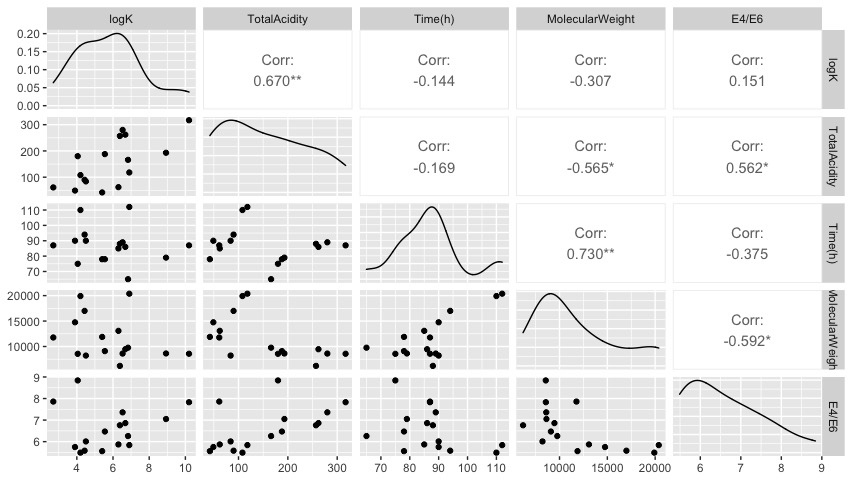 logK TotalAcidity Time(h) MolecularWeight E4/E6
0.20
0.15
0.10
0.05
0.00
Corr:
0.670**
Corr:
-0.144
Corr:
-0.307
Corr:
0.151
logK
300
200
100
Corr:
-0.169
Corr:
-0.565*
Corr:
0.562*
TotalAcidity
110
100
90
80
70
Corr:
0.730**
Corr:
-0.375
Time(h)
20000
15000
10000
Corr:
-0.592*
MolecularWeigh
9
8
7
6
E4/E6
4 6 8 10
100 200 300
70 80 90 100 110
10000 15000 20000
6 7 8 9